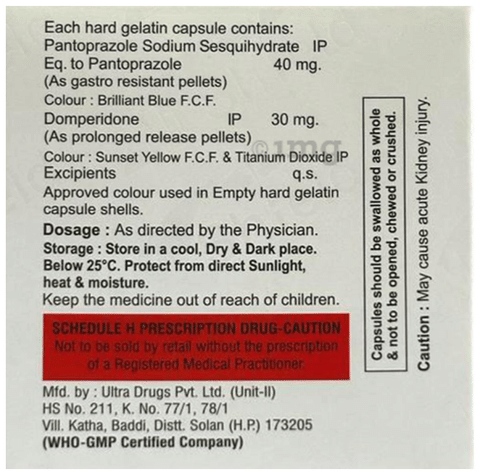 Each hard gelatin capsule contains:
Pantoprazole Sodium Sesquihydrate IP
Eq. to Pantoprazole 40 mg.
(As gastro resistant pellets)
Colour : Brilliant Blue F.C.F.
Domperidone IP 30 mg.
(As prolonged release pellets)
Colour : Sunset Yellow F.C.F. & Titanium Dioxide IP
Excipients q.s.
Approved colour used in Empty hard gelatin
capsule shells.
Dosage : As directed by the Physician.
Storage : Store in a cool, Dry & Dark place.
Below 25°C. Protect from direct Sunlight,
heat & moisture.
Keep the medicine out of reach of children.
SCHEDULE H PRESCRIPTION DRUG-CAUTION
Not to be sold by retail without the prescription
of a Registered Medical Practitioner
Mfd. by : Ultra Drugs Pvt. Ltd. (Unit-II)
HS No. 211, K. No. 77/1, 78/1
Vill. Katha, Baddi, Distt. Solan (H.P.) 173205
(WHO-GMP Certified Company)
Capsules should be swallowed as whole
& not to be opened, chewed or crushed.
Caution : May cause acute Kidney injury.
1mg